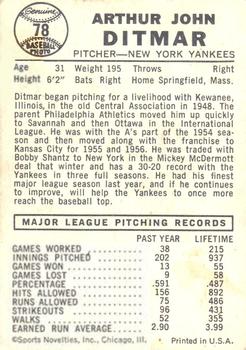 Genuine
78
BASEBALL
PHOTO
ARTHUR JOHN
DITMAR
PITCHER—NEW YORK YANKEES
Age 31 Weight 195 Throws Right
Height 6'2" Bats Right Home Springfield, Mass.
Ditmar began pitching for a livelihood with Kewanee,
Illinois, in the old Central Association in 1948. The
parent Philadelphia Athletics moved him up quickly
to Savannah and then Ottawa in the International
League. He was with the A's part of the 1954 sea-
son and then moved along with the franchise to
Kansas City for 1955 and 1956. He was traded with
Bobby Shantz to New York in the Mickey McDermott
deal that winter and has a 30-20 record with the
Yankees in three full seasons. He had his finest
major league season last year, and if he continues
to improve, will help the Yankees to once more
reach the baseball top.
MAJOR LEAGUE PITCHING RECORDS
PAST YEAR LIFETIME
GAMES WORKED 38 215
INNINGS PITCHED 202 937
GAMES WON 13 55
GAMES LOST 9 58
PERCENTAGE .591 .487
HITS ALLOWED 156 892
RUNS ALLOWED 75 486
STRIKEOUTS 96 431
WALKS 52 355
EARNED RUN AVERAGE 2.90 3.99
©Sports Novelties, Inc., Chicago, Ill. Printed in U.S.A.